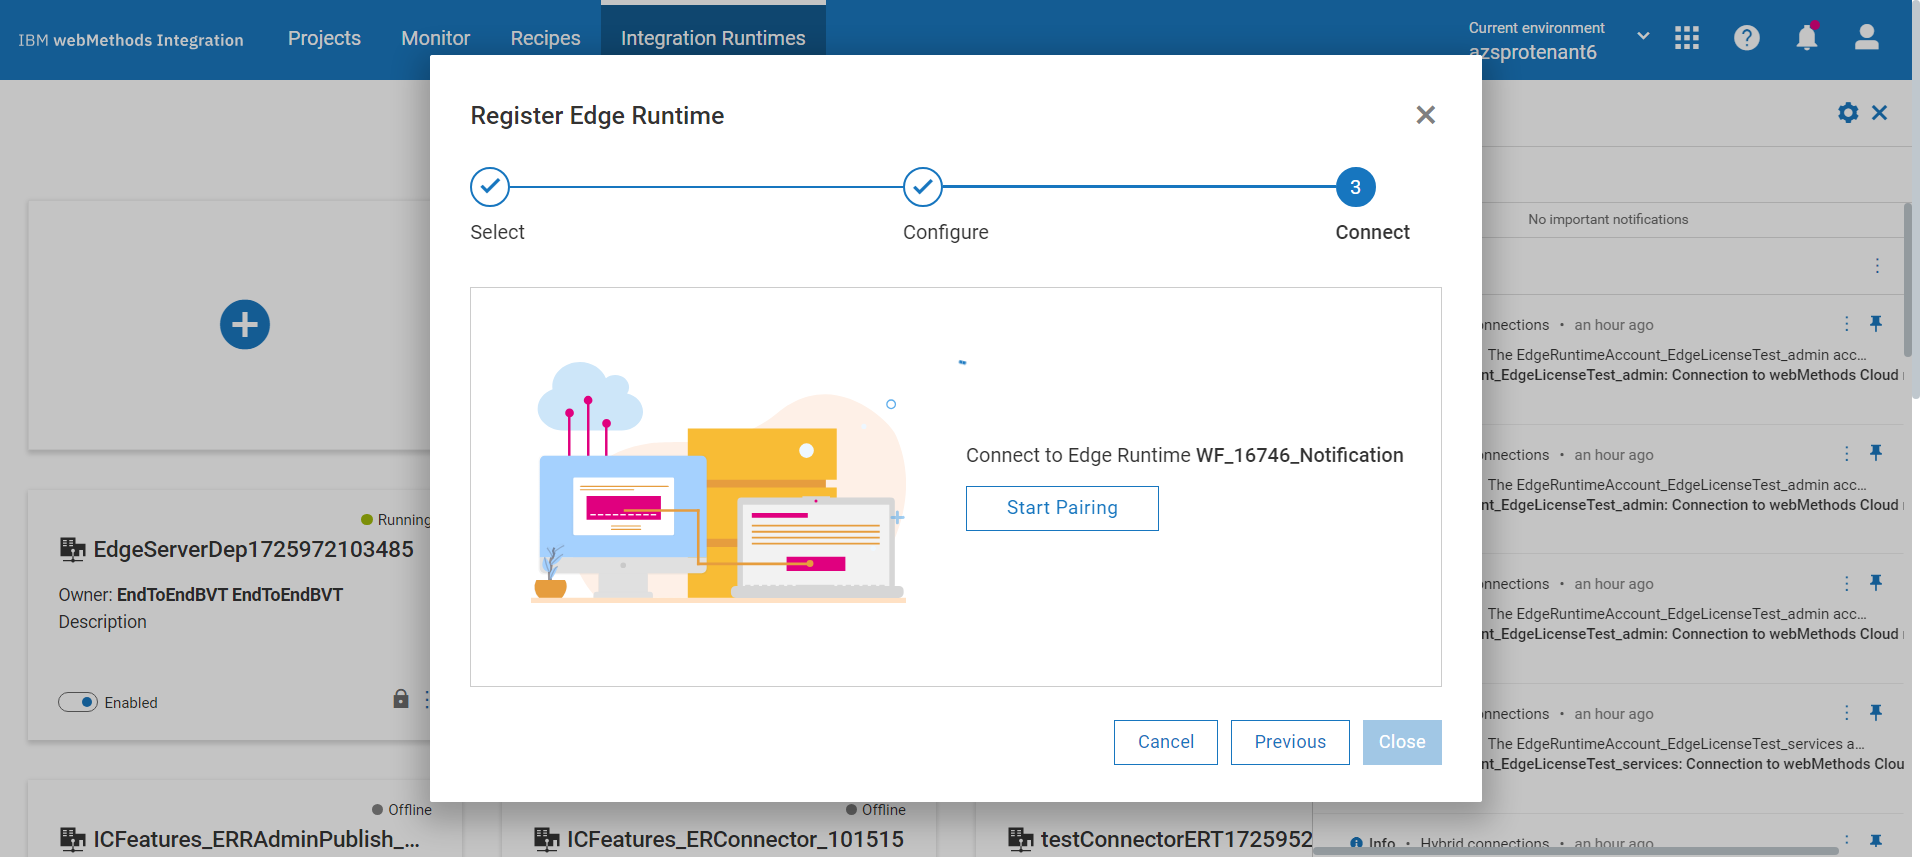 IBM webMethods Integration
Projects
Monitor
Recipes
Integration Runtimes
Current environment
azsprotenant6
Register Edge Runtime
3
Select
Configure
Connect
Connect to Edge Runtime WF_16746_Notification
Start Pairing
Cancel
Previous
Close
Running
EdgeServerDep1725972103485
Owner: EndToEndBVT EndToEndBVT
Description
Enabled
Offline
ICFeatures_ERRAdminPublish_...
Offline
ICFeatures_ERConnector_101515
testConnectorERT1725952
No important notifications
onnections • an hour ago
The EdgeRuntimeAccount_EdgeLicenseTest_admin acc...
nt_EdgeLicenseTest_admin: Connection to webMethods Cloud
onnections • an hour ago
The EdgeRuntimeAccount_EdgeLicenseTest_admin acc...
nt_EdgeLicenseTest_admin: Connection to webMethods Cloud
onnections • an hour ago
The EdgeRuntimeAccount_EdgeLicenseTest_admin acc...
nt_EdgeLicenseTest_admin: Connection to webMethods Cloud
onnections • an hour ago
The EdgeRuntimeAccount_EdgeLicenseTest_services a...
nt_EdgeLicenseTest_services: Connection to webMethods Clou
Info • Hybrid connections • an hour ago